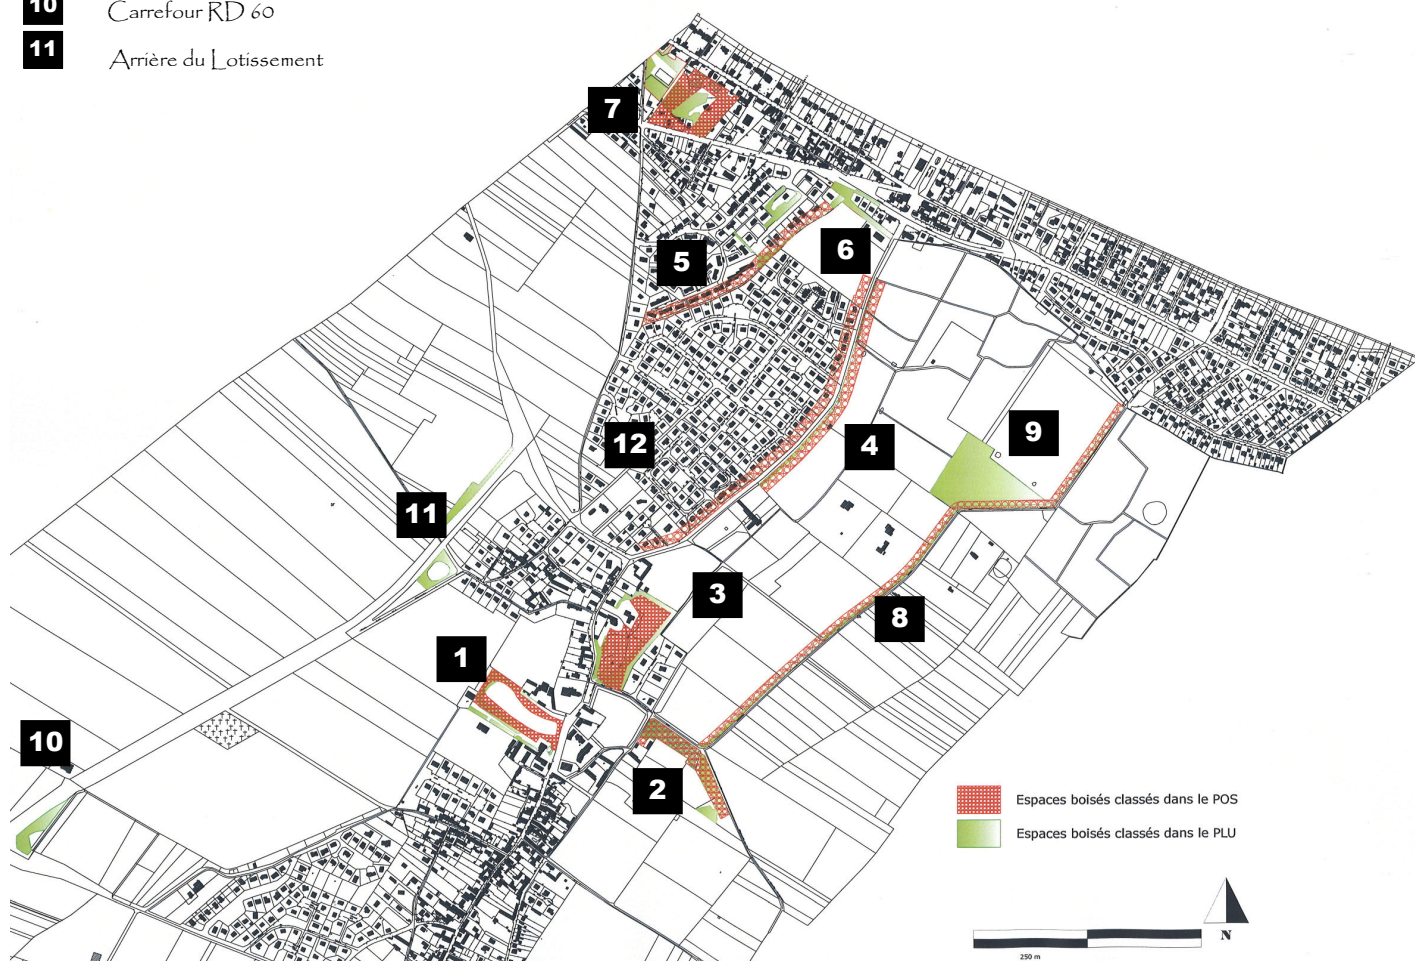 10 Carrefour RD 60
11 Arrière du Lotissement
7
5
6
12
9
4
11
3
8
1
10
2
Espaces boisés classés dans le POS
Espaces boisés classés dans le PLU
N
250 m